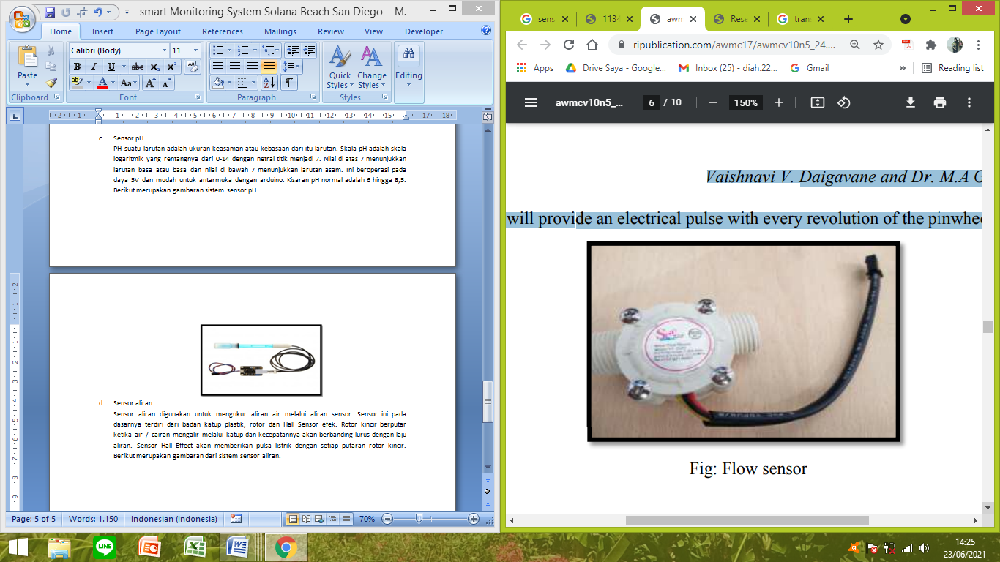 smart Monitoring System Solana Beach San Diego - M.
Home
Insert
Page Layout
References
Mailings
Review
View
Developer
Paste
Clipboard
Calibri (Body)
11
Font
Paragraph
Quick Styles
Change Styles
Styles
Editing
c. Sensor pH
PH suatu larutan adalah ukuran keasaman atau kebasaan dari itu larutan. Skala pH adalah skala
logaritmik yang rentangnya dari 0-14 dengan netral titik menjadi 7. Nilai di atas 7 menunjukkan
larutan basa atau basa dan nilai di bawah 7 menunjukkan larutan asam. Ini beroperasi pada
daya 5V dan mudah untuk antarmuka dengan arduino. Kisaran pH normal adalah 6 hingga 8,5.
Berikut merupakan gambaran sistem sensor pH.
d. Sensor aliran
Sensor aliran digunakan untuk mengukur aliran air melalui aliran sensor. Sensor ini pada
dasarnya terdiri dari badan katup plastik, rotor dan Hall Sensor efek. Rotor kincir berputar
ketika air / cairan mengalir melalui katup dan kecepatannya akan berbanding lurus dengan laju
aliran. Sensor Hall Effect akan memberikan pulsa listrik dengan setiap putaran rotor kincir.
Berikut merupakan gambaran dari sistem sensor aliran.
Page: 5 of 5
Words: 1.150
Indonesian (Indonesia)
70%
sens
1134
awm
Rese
tran
ripublication.com/awmc17/awmcv10n5_24....
Apps
Drive Saya - Google...
Inbox (25) - diah.22...
Gmail
»
Reading list
awmcv10n5_...
6 / 10
150%
Vaishnavi V. Daigavane and Dr. M.A G
will provide an electrical pulse with every revolution of the pinwhee
Fig: Flow sensor
LINE
14:25
23/06/2021